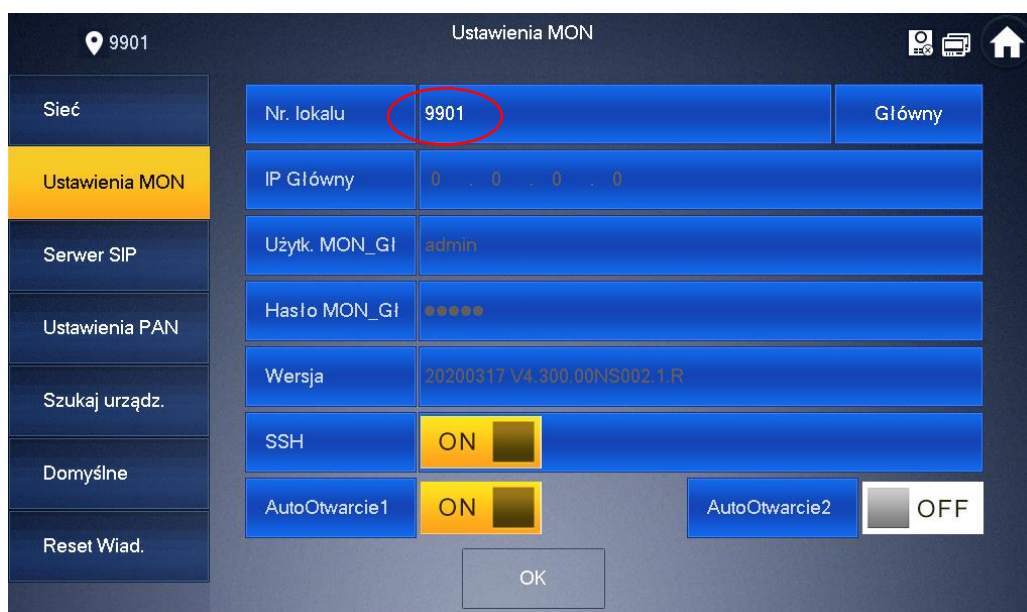 9901
Ustawienia MON
Sieć
Ustawienia MON
Serwer SIP
Ustawienia PAN
Szukaj urządz.
Domyślne
Reset Wiad.
Nr. lokalu 9901 Główny
IP Główny 0 . 0 . 0 . 0
Użytk. MON_Gł admin
Hasło MON_Gł ●●●●●
Wersja 20200317 V4.300.00NS002.1.R
SSH ON
AutoOtwarcie1 ON AutoOtwarcie2 OFF
OK